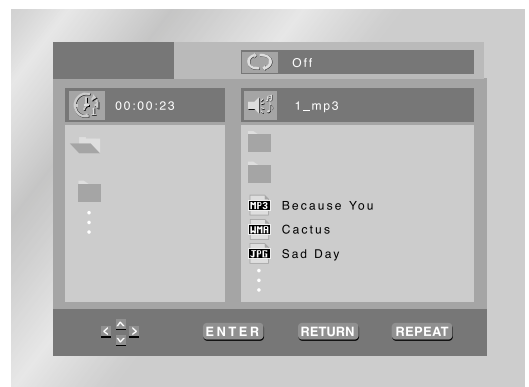 Off
00:00:23
1_mp3
MP3 Because You
WMA Cactus
JPG Sad Day
ENTER RETURN REPEAT